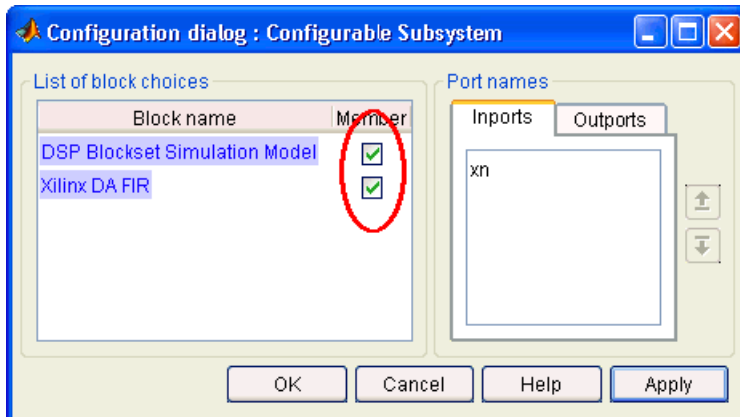 Configuration dialog : Configurable Subsystem
List of block choices
Block name Member
DSP Blockset Simulation Model
Xilinx DA FIR
Port names
Inports Outports
xn
OK Cancel Help Apply